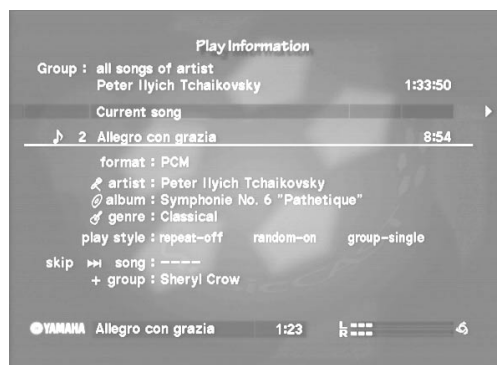 Play Information
Group : all songs of artist
Peter Ilyich Tchaikovsky 1:33:50
Current song
2 Allegro con grazia 8:54
format : PCM
artist : Peter Ilyich Tchaikovsky
album : Symphonie No. 6 "Pathetique"
genre : Classical
play style : repeat-off random-on group-single
skip song : ----
+ group : Sheryl Crow
YAMAHA Allegro con grazia 1:23 L
R